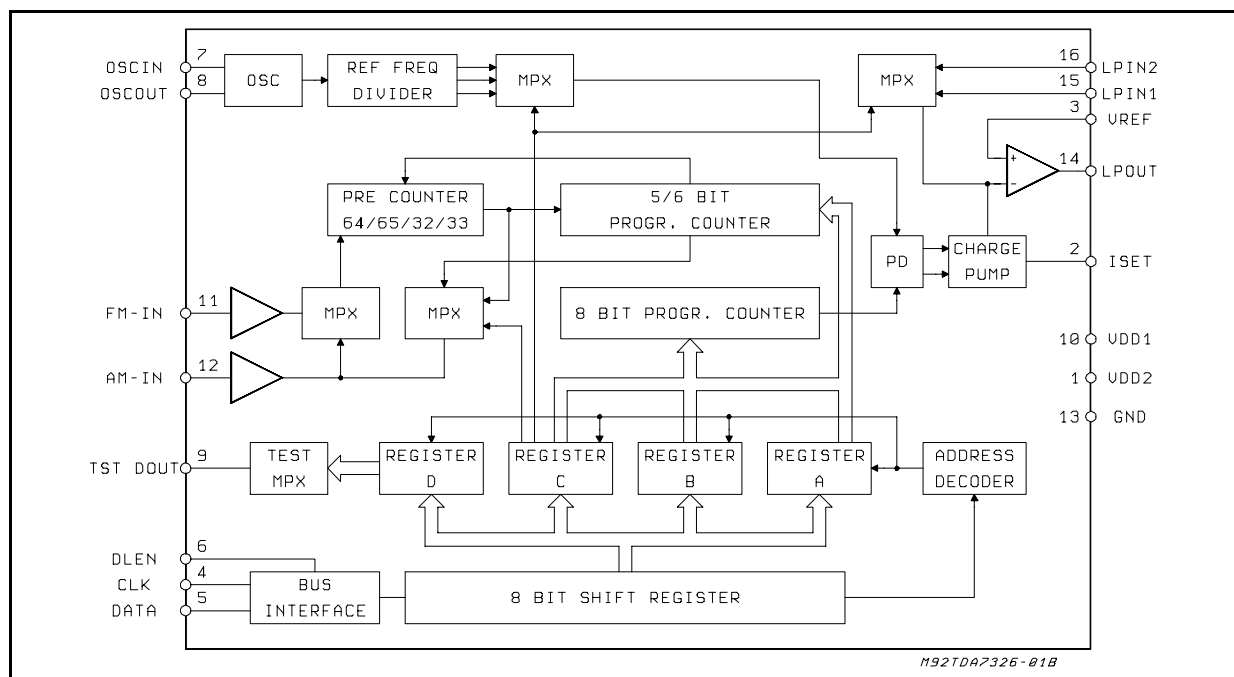 7
OSCIN
8
OSCOUT
OSC
REF FREQ
DIVIDER
MPX
MPX
16
LPIN2
15
LPIN1
3
VREF
+
-
14
LPOUT
PRE COUNTER
64/65/32/33
5/6 BIT
PROGR. COUNTER
PD
CHARGE
PUMP
2
ISET
11
FM-IN
MPX
MPX
8 BIT PROGR. COUNTER
10
VDD1
12
AM-IN
1
VDD2
13
GND
9
TST DOUT
TEST
MPX
REGISTER
D
REGISTER
C
REGISTER
B
REGISTER
A
ADDRESS
DECODER
6
DLEN
4
CLK
5
DATA
BUS
INTERFACE
8 BIT SHIFT REGISTER
M92TDA7326-01B